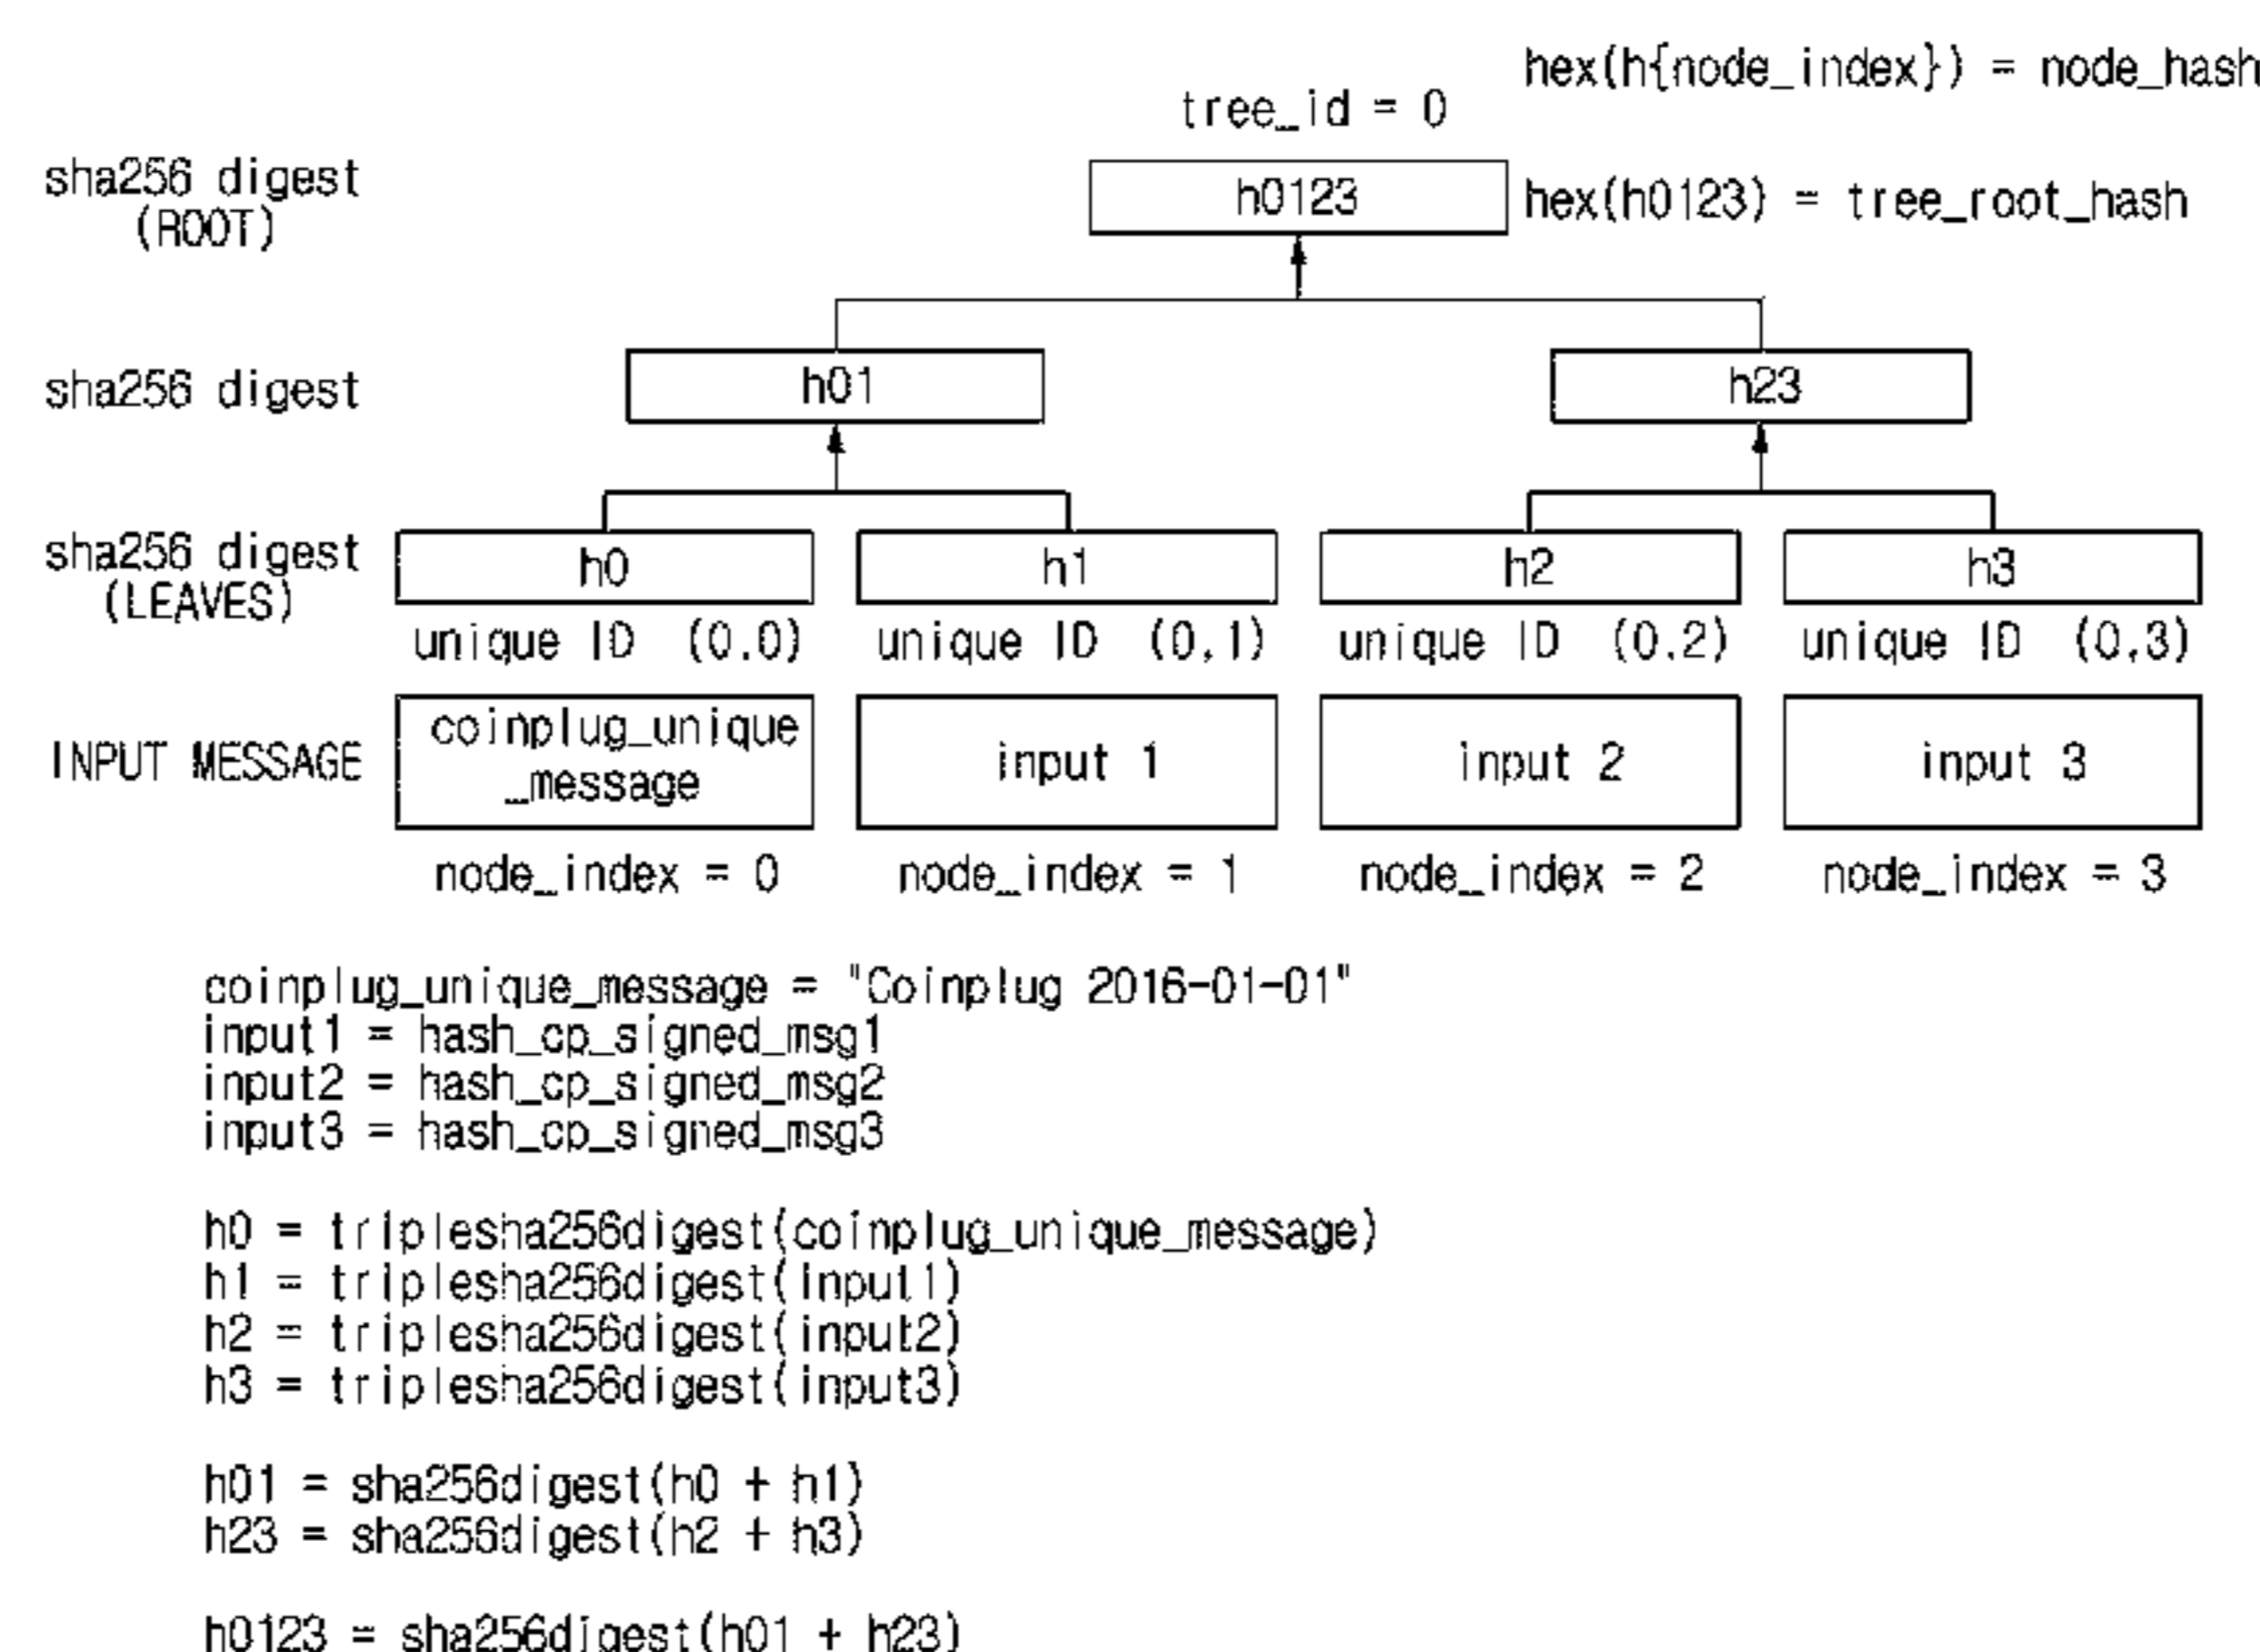 hex(h{node_index}) = node_hash
tree_id = 0
sha256 digest
(ROOT)
h0123
hex(h0123) = tree_root_hash
sha256 digest
h01
h23
sha256 digest
(LEAVES)
h0
h1
h2
h3
unique ID (0.0)
unique ID (0,1)
unique ID (0.2)
unique ID (0,3)
INPUT MESSAGE
coinplug_unique
_message
input 1
input 2
input 3
node_index = 0
node_index = 1
node_index = 2
node_index = 3
coinplug_unique_message = "Coinplug 2016-01-01"
input1 = hash_cp_signed_msg1
input2 = hash_cp_signed_msg2
input3 = hash_cp_signed_msg3
h0 = triplesha256digest(coinplug_unique_message)
h1 = triplesha256digest(input1)
h2 = triplesha256digest(input2)
h3 = triplesha256digest(input3)
h01 = sha256digest(h0 + h1)
h23 = sha256digest(h2 + h3)
h0123 = sha256digest(h01 + h23)